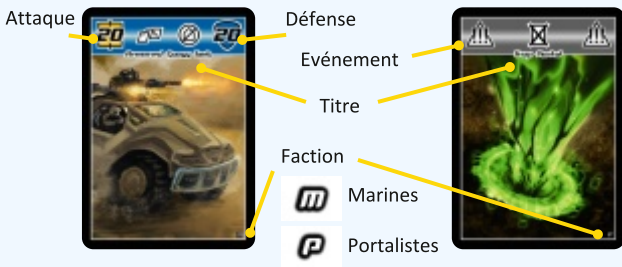 Attaque
20
20
Défense
Evénement
Titre
Faction
m
Marines
P
Portalistes